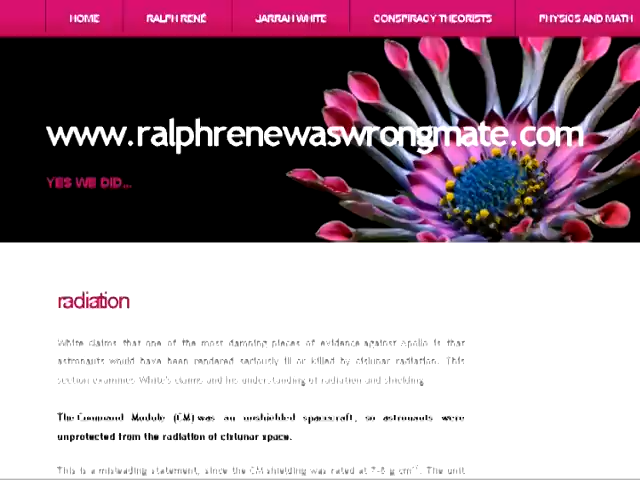 HOME RALPH RENÉ JARRAH WHITE CONSPIRACY THEORISTS PHYSICS AND MATH
www.ralphrenewaswrongmate.com
YES WE DID...
radiation
White claims that one of the most damning pieces of evidence against Apollo is that
astronauts would have been rendered seriously ill or killed by cislunar radiation. This
section examines White's claims and his understanding of radiation and shielding.
The Command Module (CM) was an unshielded spacecraft, so astronauts were
unprotected from the radiation of cislunar space.
This is a misleading statement, since the CM shielding was rated at 7-8 g cm⁻². The unit